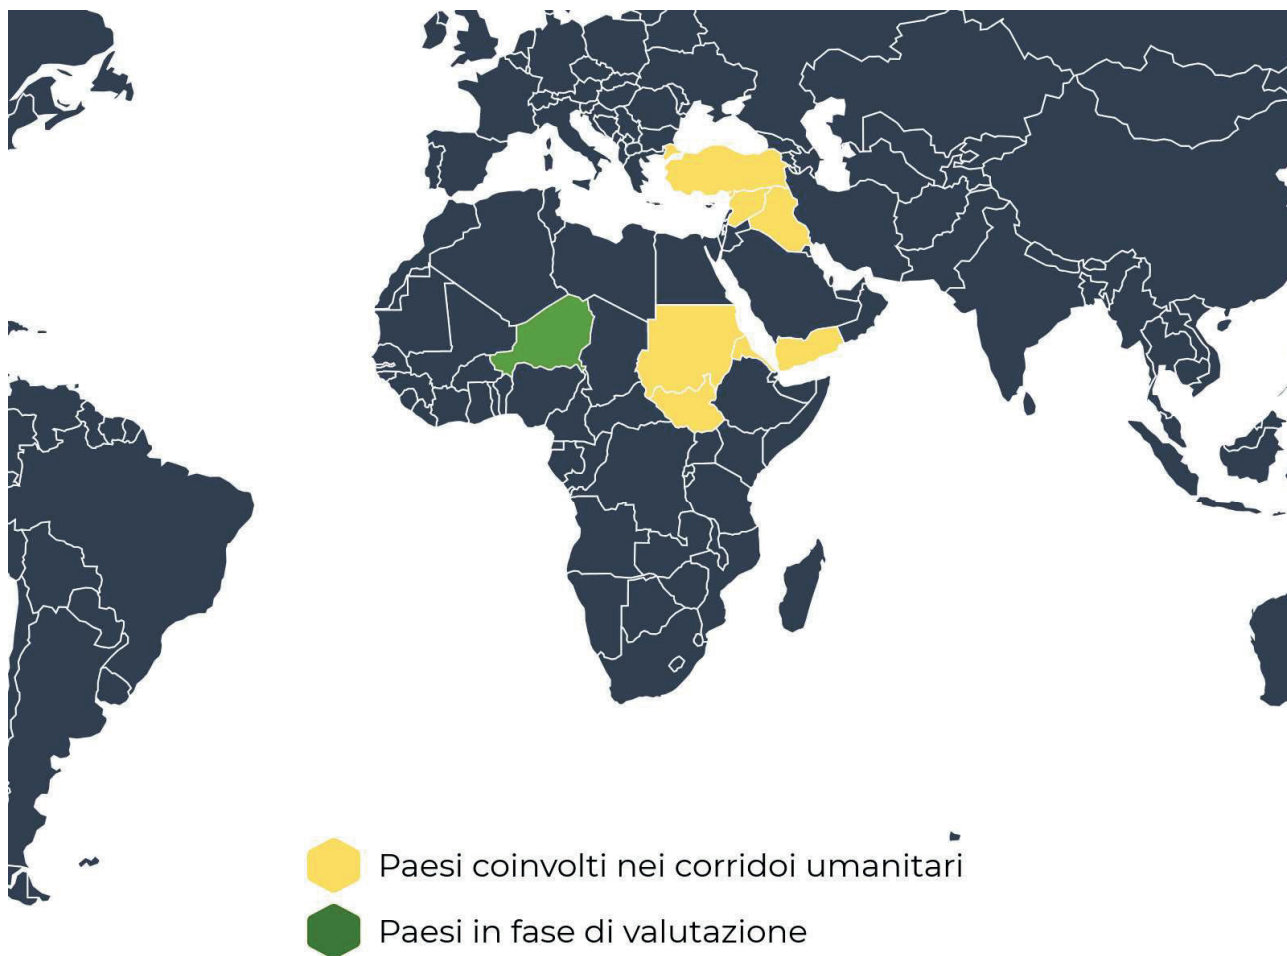 Paesi coinvolti nei corridoi umanitari
Paesi in fase di valutazione